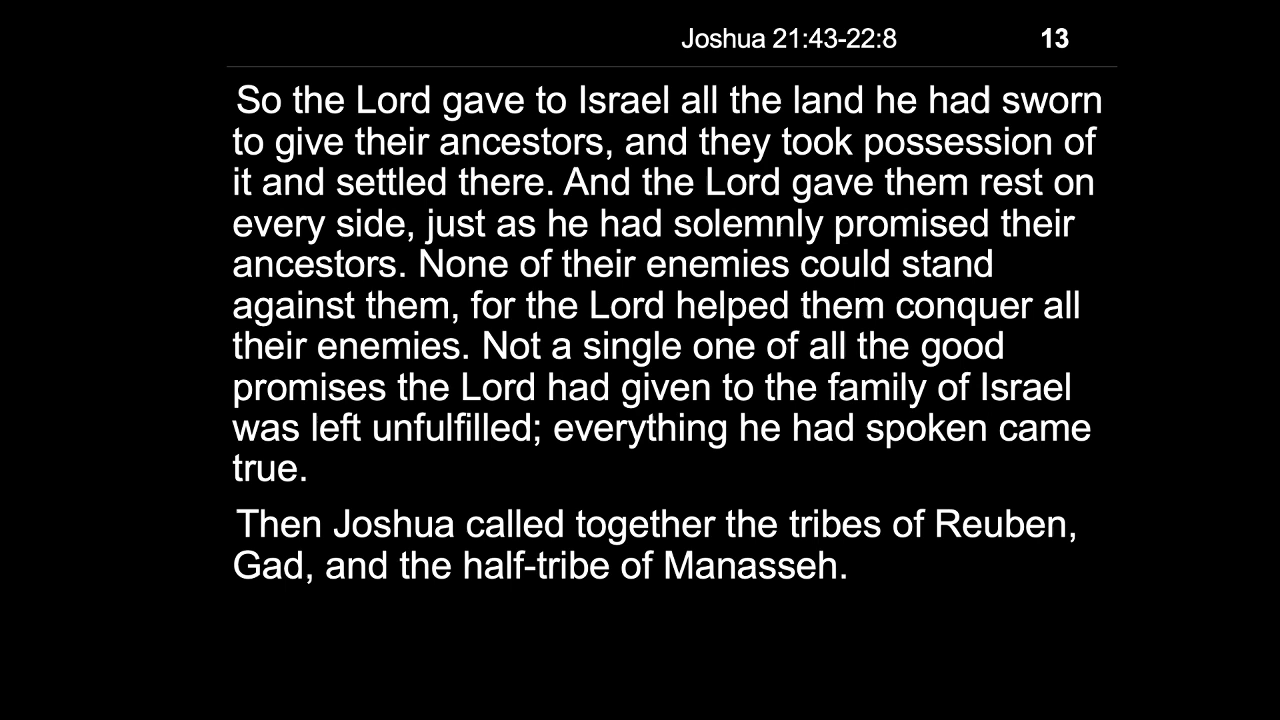 Joshua 21:43-22:8 13
So the Lord gave to Israel all the land he had sworn
to give their ancestors, and they took possession of
it and settled there. And the Lord gave them rest on
every side, just as he had solemnly promised their
ancestors. None of their enemies could stand
against them, for the Lord helped them conquer all
their enemies. Not a single one of all the good
promises the Lord had given to the family of Israel
was left unfulfilled; everything he had spoken came
true.
Then Joshua called together the tribes of Reuben,
Gad, and the half-tribe of Manasseh.